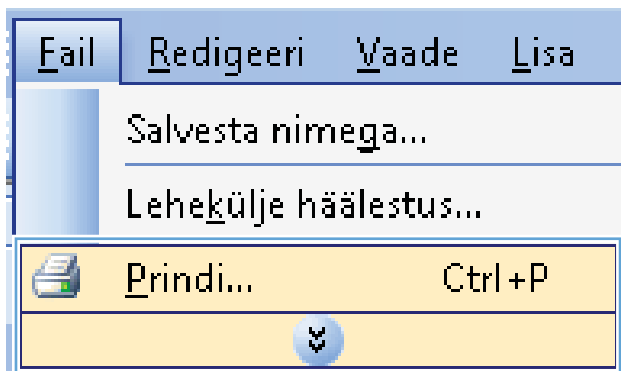 Fail Redigeeri Vaade Lisa
Salvesta nimega...
Lehekülje häälestus...
Prindi... Ctrl+P